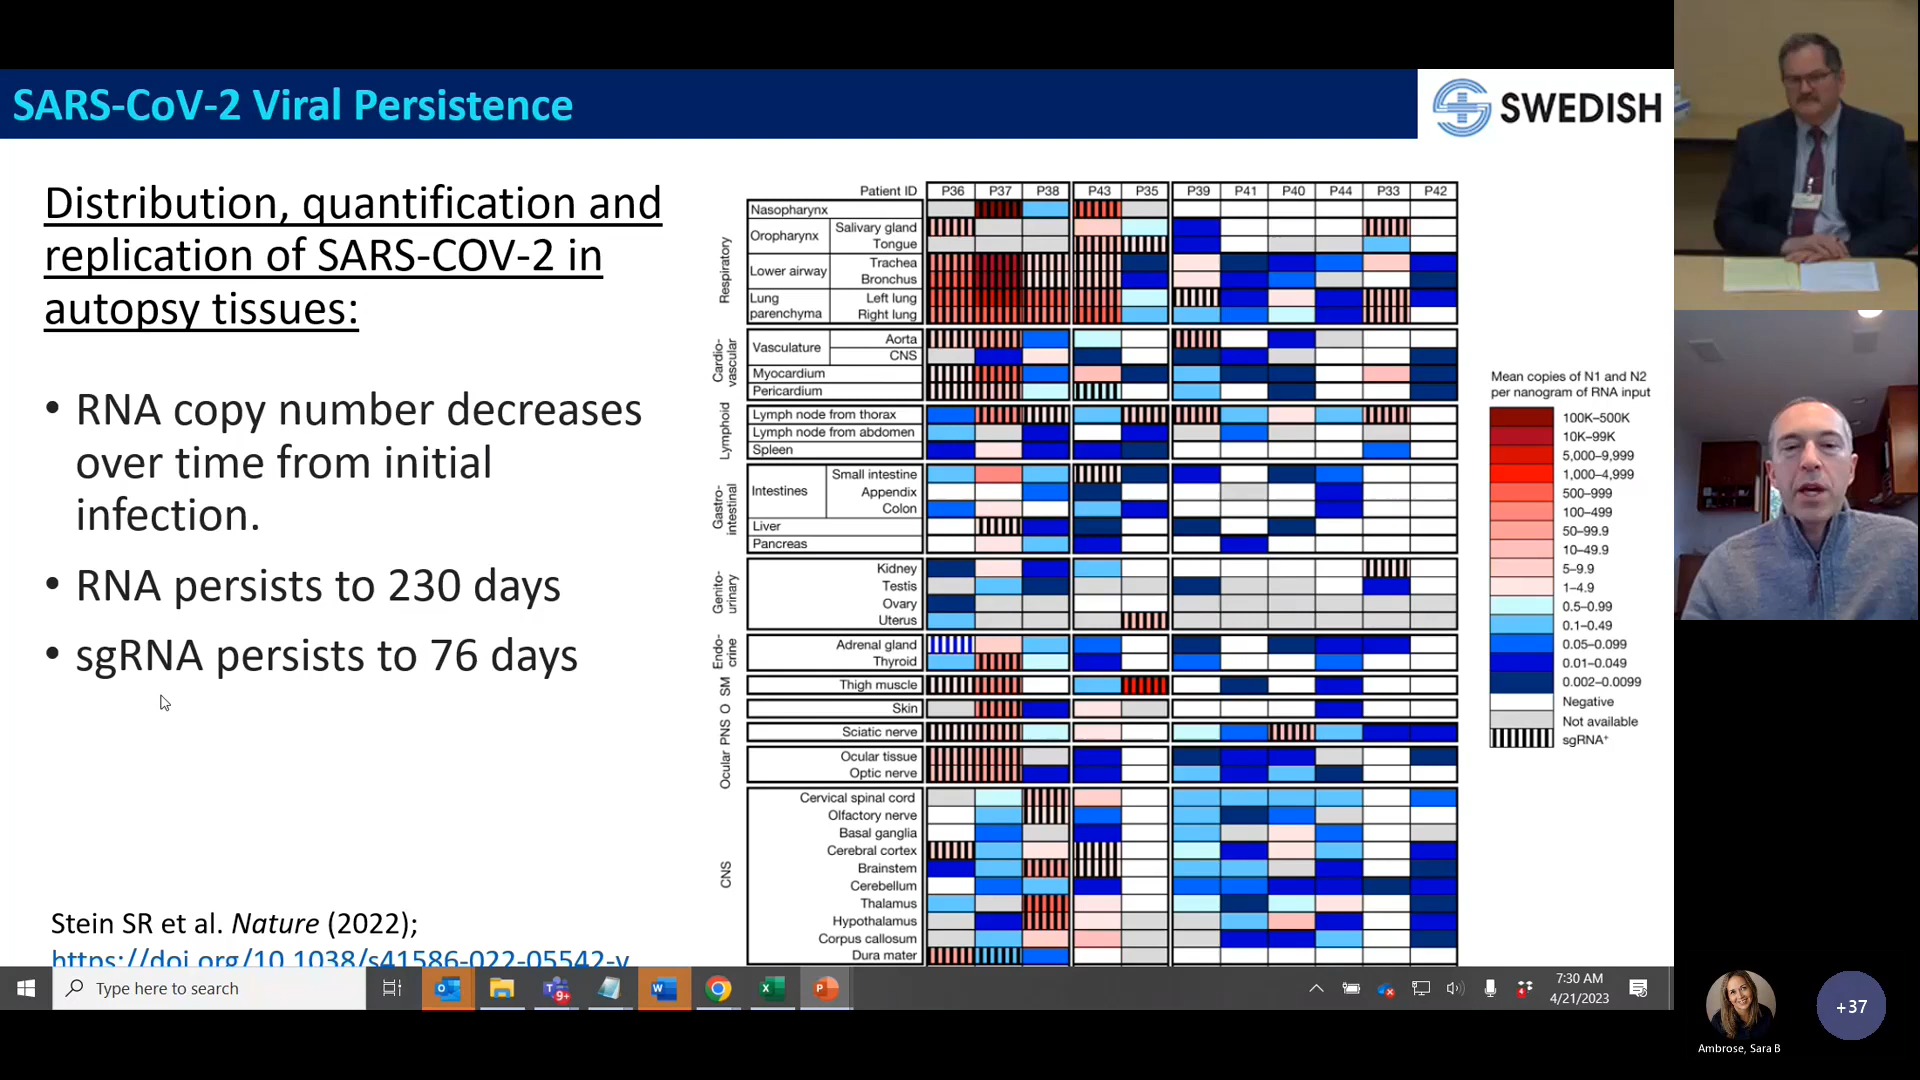 SARS-CoV-2 Viral Persistence
SWEDISH
Distribution, quantification and
replication of SARS-COV-2 in
autopsy tissues:
• RNA copy number decreases
over time from initial
infection.
• RNA persists to 230 days
• sgRNA persists to 76 days
Stein SR et al. Nature (2022);
https://doi.org/10.1038/s41586-022-05542-y
Patient ID P36 P37 P38 P43 P35 P39 P41 P40 P44 P33 P42
Respiratory
Nasopharynx
Oropharynx
Salivary gland
Tongue
Lower airway
Trachea
Bronchus
Lung
parenchyma
Left lung
Right lung
Cardio-
vascular
Vasculature
Aorta
CNS
Myocardium
Pericardium
Lymphoid
Lymph node from thorax
Lymph node from abdomen
Spleen
Gastro-
intestinal
Intestines
Small intestine
Appendix
Colon
Liver
Pancreas
Genito-
urinary
Kidney
Testis
Ovary
Uterus
Endo-
crine
Adrenal gland
Thyroid
SM
Thigh muscle
O
Skin
PNS
Sciatic nerve
Ocular
Ocular tissue
Optic nerve
CNS
Cervical spinal cord
Olfactory nerve
Basal ganglia
Cerebral cortex
Brainstem
Cerebellum
Thalamus
Hypothalamus
Corpus callosum
Dura mater
Mean copies of N1 and N2
per nanogram of RNA input
100K–500K
10K–99K
5,000–9,999
1,000–4,999
500–999
100–499
50–99.9
10–49.9
5–9.9
1–4.9
0.5–0.99
0.1–0.49
0.05–0.099
0.01–0.049
0.002–0.0099
Negative
Not available
sgRNA⁺
Type here to search
9+
7:30 AM
4/21/2023
Ambrose, Sara B
+37